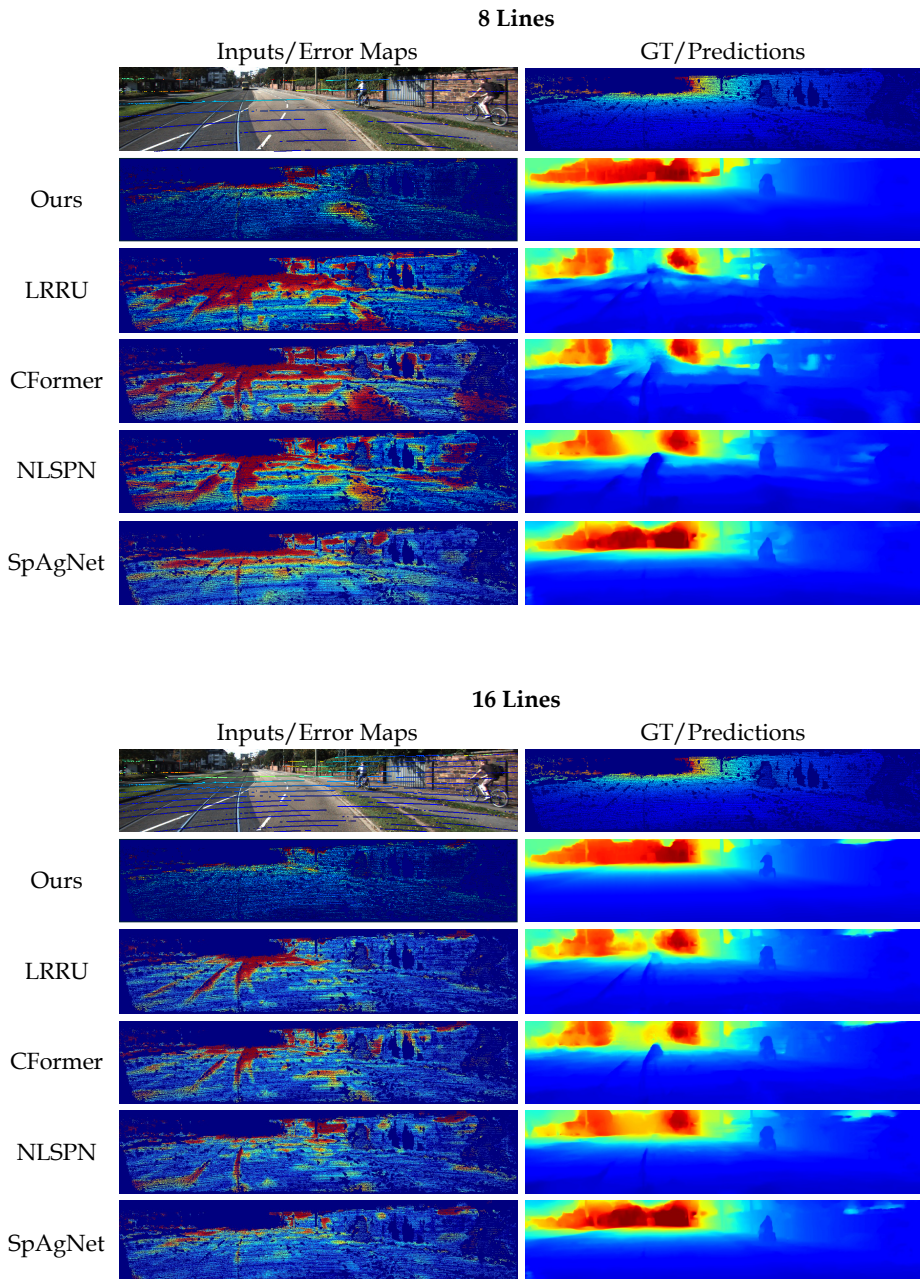 8 Lines
Inputs/Error Maps GT/Predictions
Ours
LRRU
CFormer
NLSPN
SpAgNet
16 Lines
Inputs/Error Maps GT/Predictions
Ours
LRRU
CFormer
NLSPN
SpAgNet